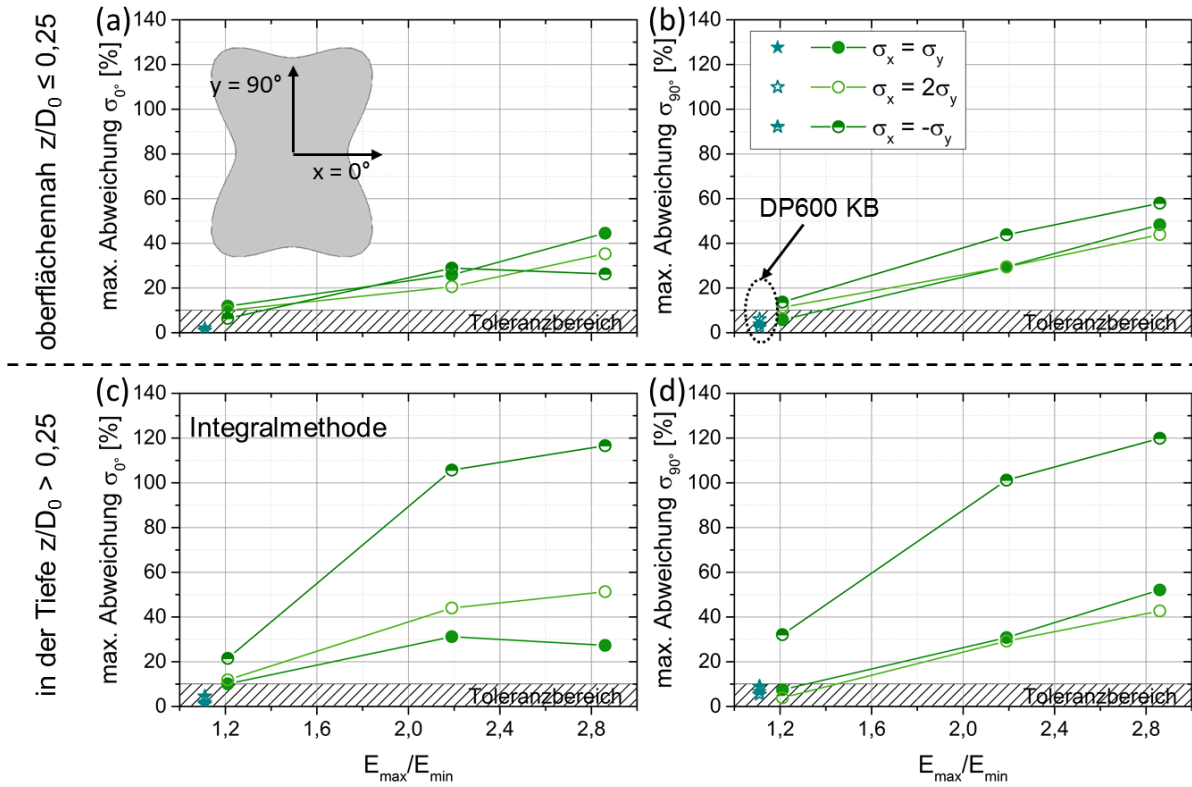 oberflächennah z/D₀ ≤ 0,25
(a)
140
120
100
80
60
40
20
0
max. Abweichung σ₀° [%]
y = 90°
x = 0°
Toleranzbereich
(b)
140
120
100
80
60
40
20
0
max. Abweichung σ₉₀° [%]
σₓ = σᵧ
σₓ = 2σᵧ
σₓ = -σᵧ
DP600 KB
Toleranzbereich
in der Tiefe z/D₀ > 0,25
(c)
140
120
100
80
60
40
20
0
max. Abweichung σ₀° [%]
Integralmethode
Toleranzbereich
1,2 1,6 2,0 2,4 2,8
Eₘₐₓ/Eₘᵢₙ
(d)
140
120
100
80
60
40
20
0
max. Abweichung σ₉₀° [%]
Toleranzbereich
1,2 1,6 2,0 2,4 2,8
Eₘₐₓ/Eₘᵢₙ